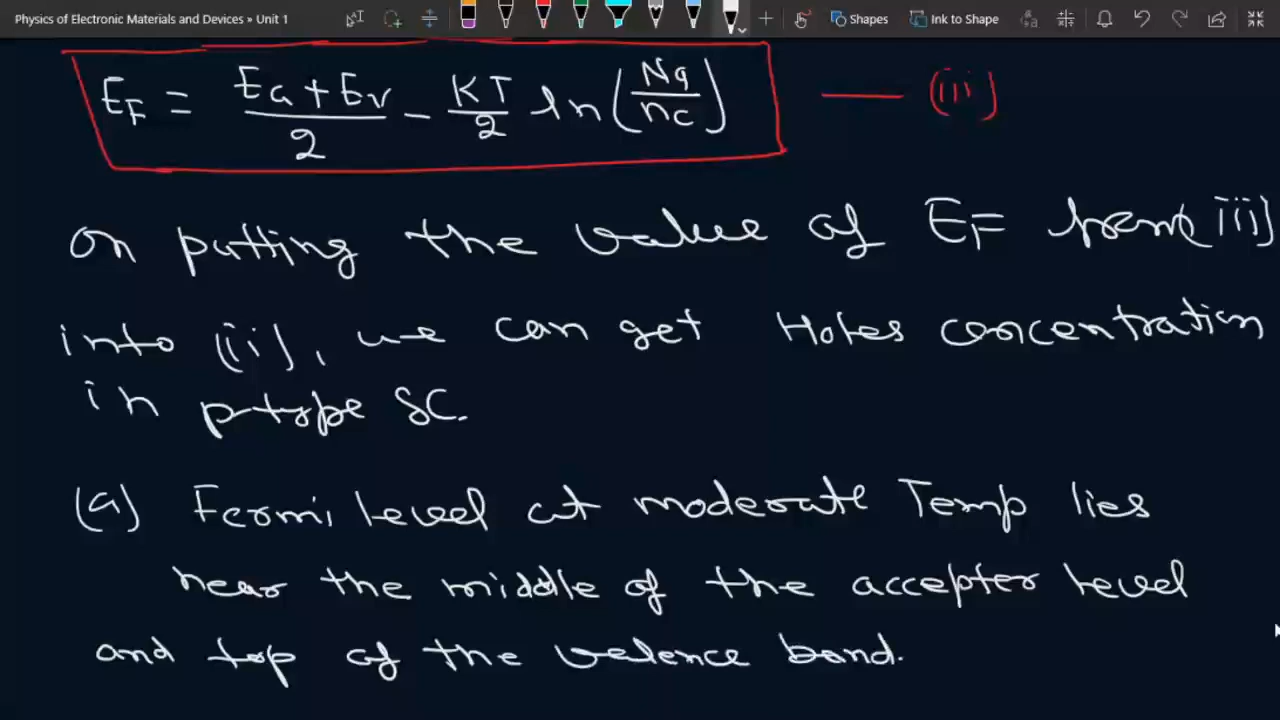 Physics of Electronic Materials and Devices » Unit 1
Shapes
Ink to Shape
E_F = (Ea + Ev)/2 - KT/2 ln(Na/nc) —— (iii)
on putting the value of EF from (iii)
into (ii), we can get Holes concentration
in p-type SC.
(a) Fermi level at moderate Temp lies
near the middle of the accepter level
and top of the valence band.